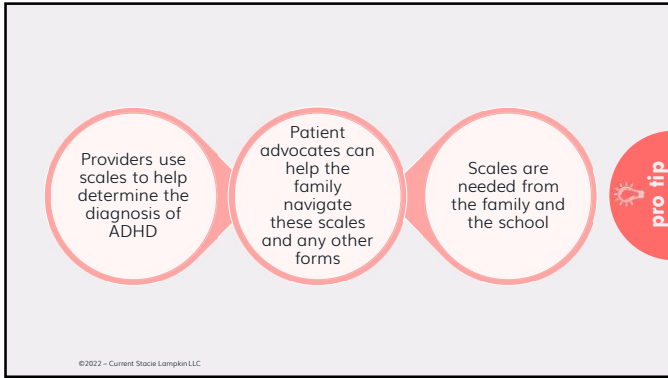 Providers use
scales to help
determine the
diagnosis of
ADHD
Patient
advocates can
help the
family
navigate
these scales
and any other
forms
Scales are
needed from
the family and
the school
pro tip
©2022 – Current Stacie Lampkin LLC